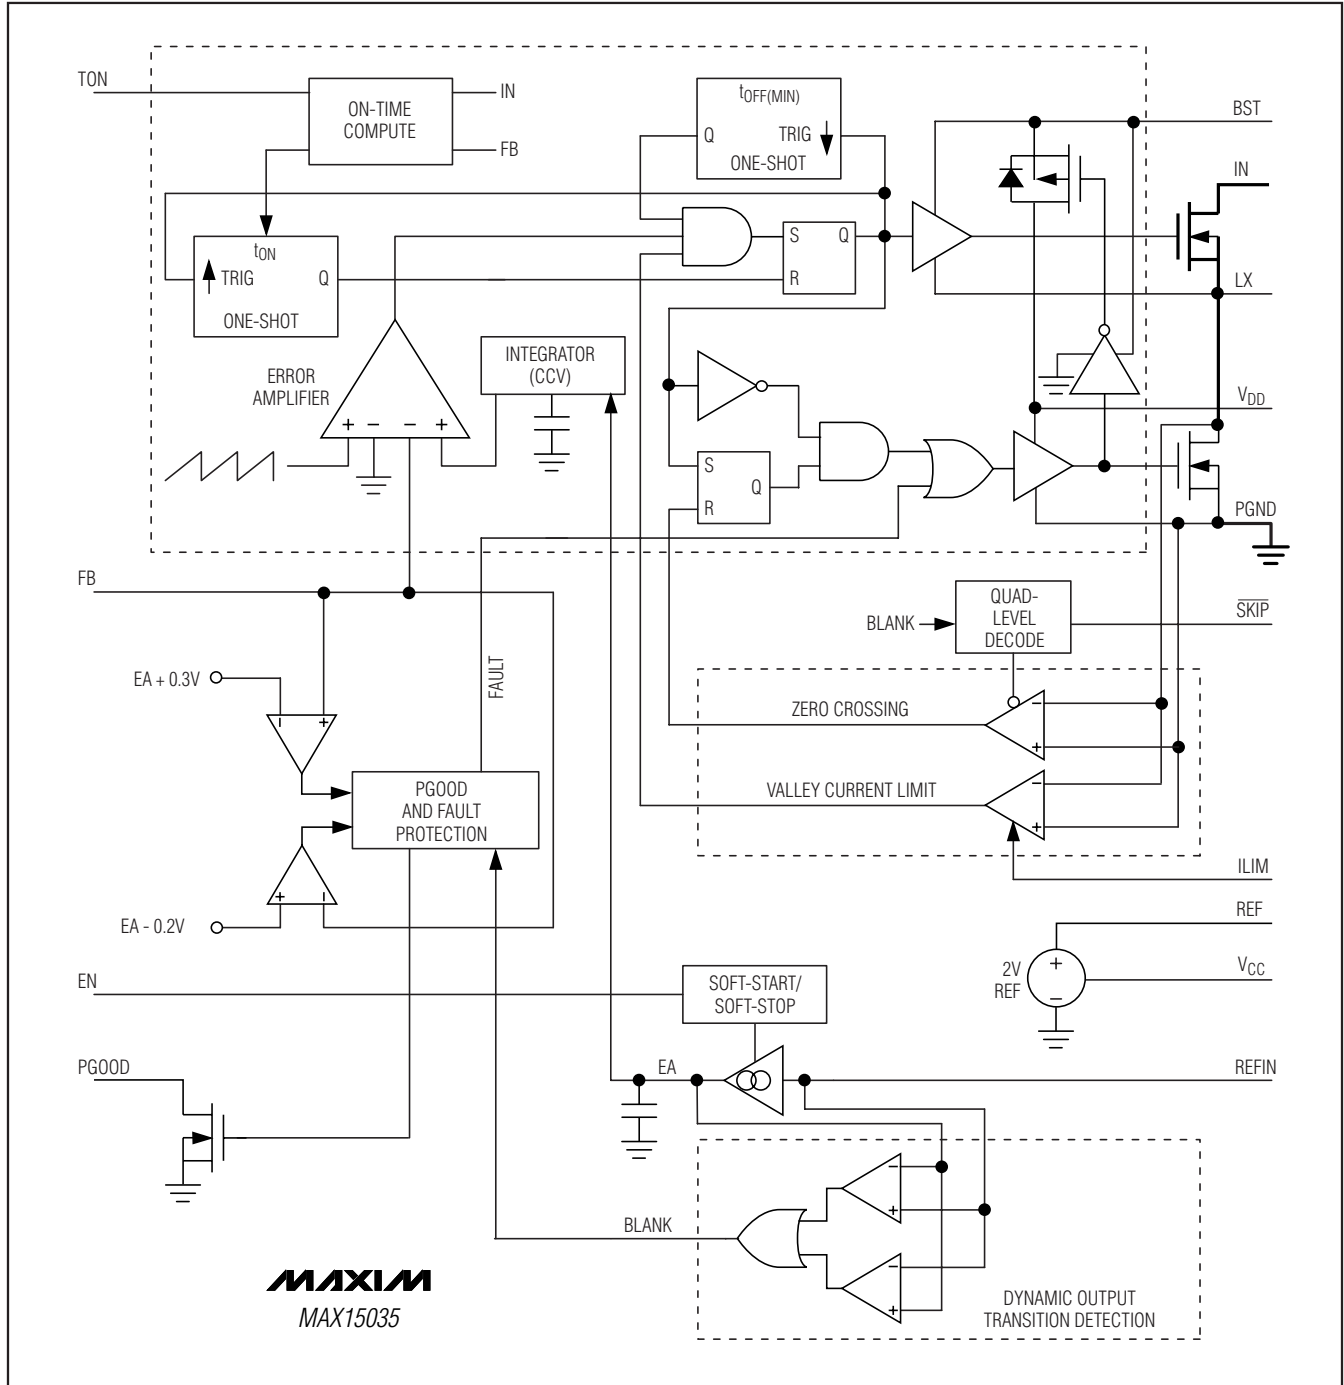 TON
ON-TIME
COMPUTE
IN
FB
tOFF(MIN)
Q
TRIG
ONE-SHOT
BST
IN
tON
TRIG
Q
ONE-SHOT
S
Q
R
LX
ERROR
AMPLIFIER
+ − − +
INTEGRATOR
(CCV)
VDD
S
Q
R
PGND
FB
QUAD-
LEVEL
DECODE
BLANK
SKIP
EA + 0.3V
− +
FAULT
ZERO CROSSING
−
+
PGOOD
AND FAULT
PROTECTION
VALLEY CURRENT LIMIT
−
+
ILIM
+ −
EA - 0.2V
REF
2V
REF
+
−
VCC
EN
SOFT-START/
SOFT-STOP
PGOOD
EA
REFIN
−
+
BLANK
−
+
DYNAMIC OUTPUT
TRANSITION DETECTION
MAXIM
MAX15035